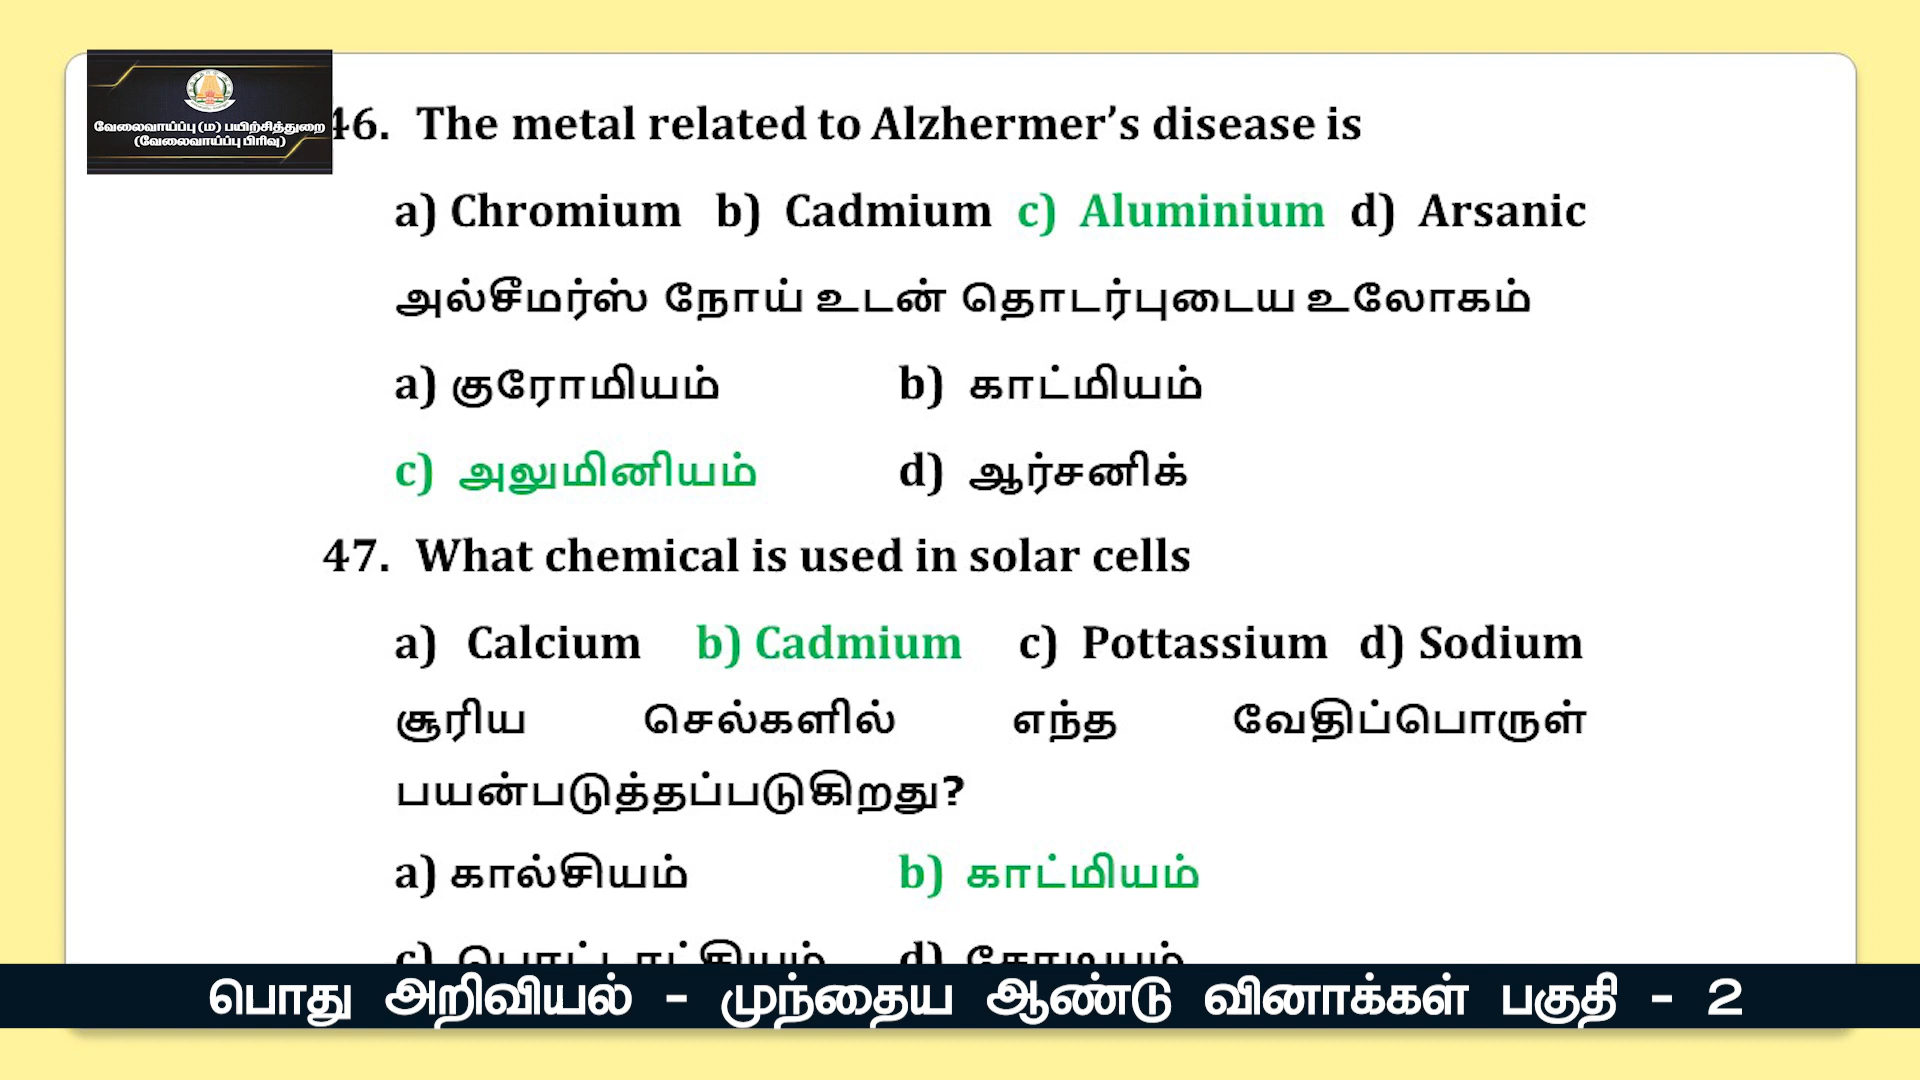 வேலைவாய்ப்பு (ம) பயிற்சித்துறை
(வேலைவாய்ப்பு பிரிவு)
46. The metal related to Alzhermer’s disease is
a) Chromium b) Cadmium c) Aluminium d) Arsanic
அல்சீமர்ஸ் நோய் உடன் தொடர்புடைய உலோகம்
a) குரோமியம் b) காட்மியம்
c) அலுமினியம் d) ஆர்சனிக்
47. What chemical is used in solar cells
a) Calcium b) Cadmium c) Pottassium d) Sodium
சூரிய செல்களில் எந்த வேதிப்பொருள்
பயன்படுத்தப்படுகிறது?
a) கால்சியம் b) காட்மியம்
c) d) சோடியம்
பொது அறிவியல் - முந்தைய ஆண்டு வினாக்கள் பகுதி - 2